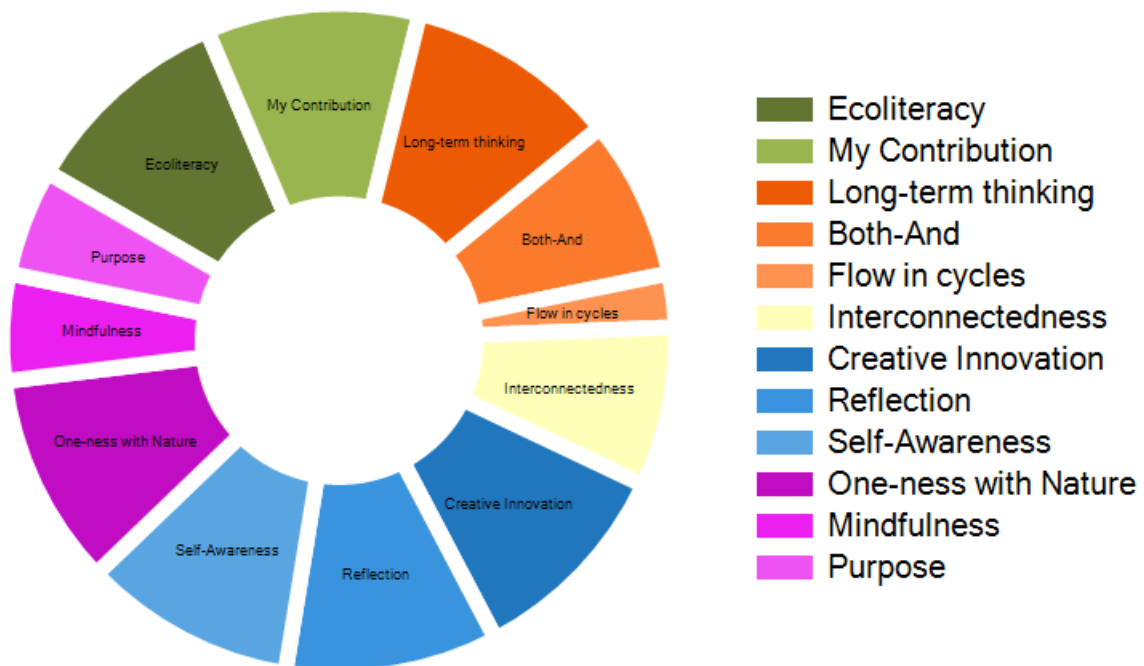 My Contribution
Long-term thinking
Ecoliteracy
Both-And
Purpose
Flow in cycles
Mindfulness
Interconnectedness
One-ness with Nature
Creative Innovation
Self-Awareness
Reflection
Ecoliteracy
My Contribution
Long-term thinking
Both-And
Flow in cycles
Interconnectedness
Creative Innovation
Reflection
Self-Awareness
One-ness with Nature
Mindfulness
Purpose